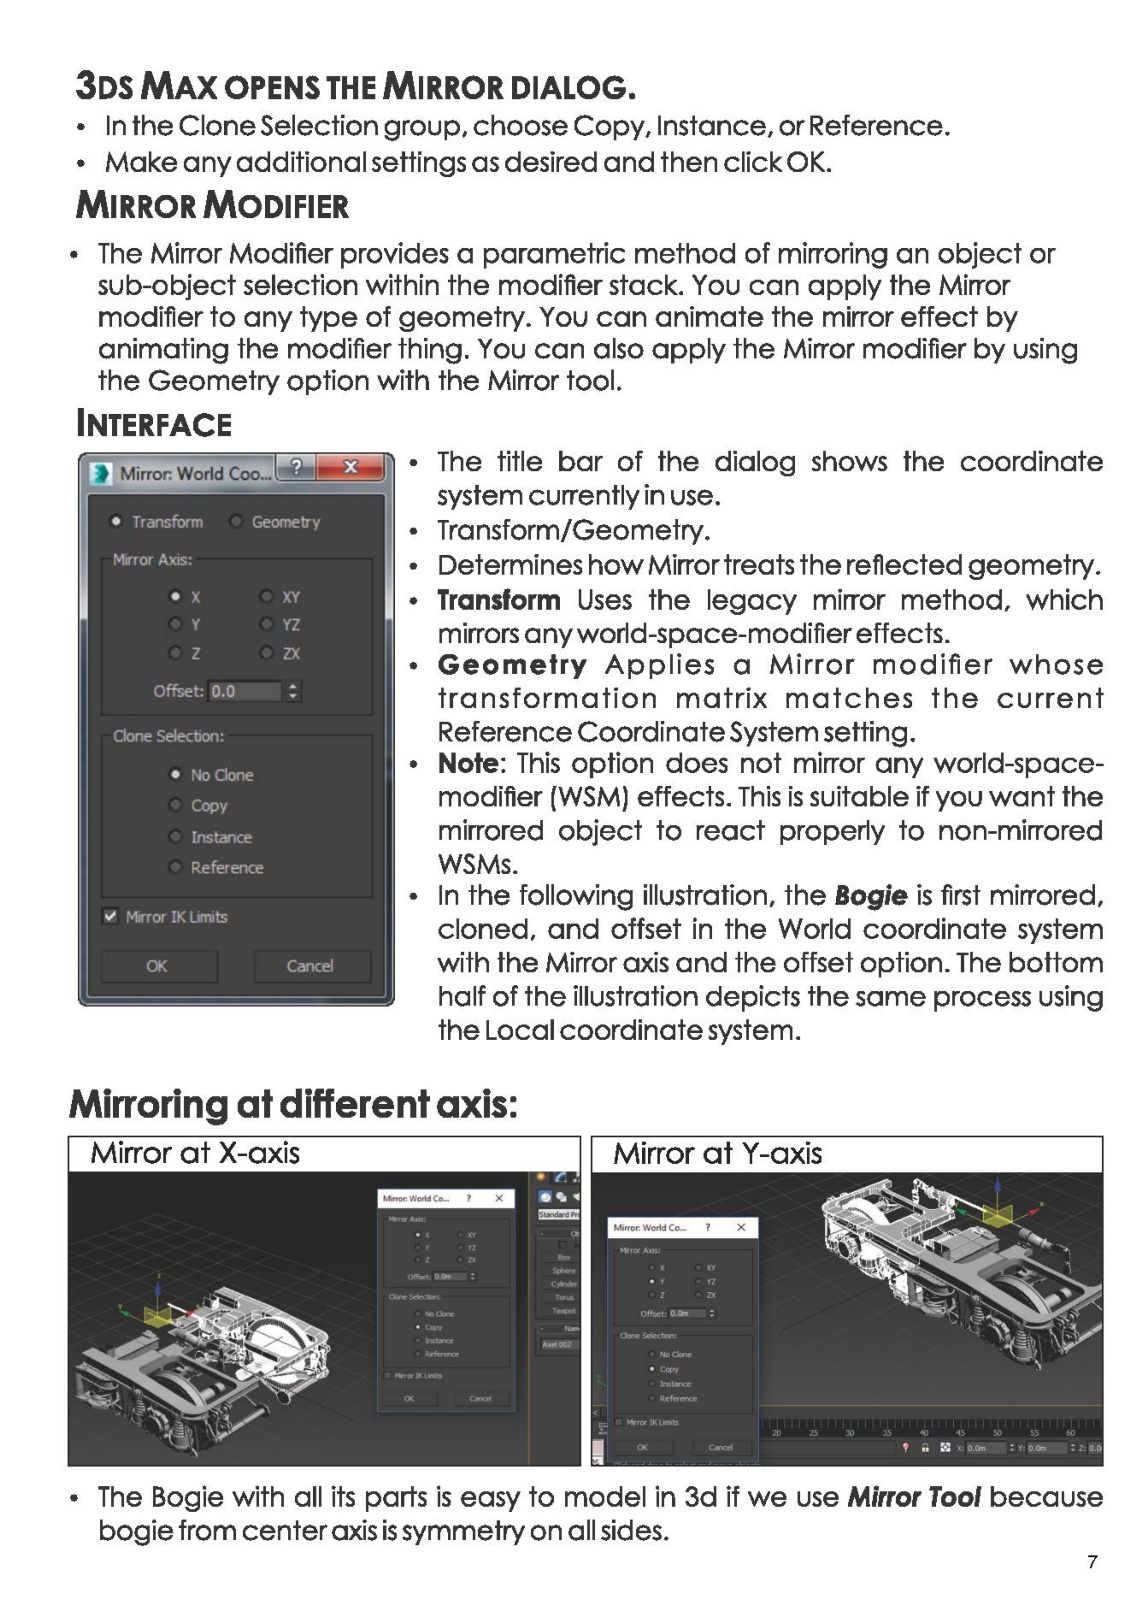 3DS MAX OPENS THE MIRROR DIALOG.
• In the Clone Selection group, choose Copy, Instance, or Reference.
• Make any additional settings as desired and then click OK.
MIRROR MODIFIER
• The Mirror Modifier provides a parametric method of mirroring an object or
sub-object selection within the modifier stack. You can apply the Mirror
modifier to any type of geometry. You can animate the mirror effect by
animating the modifier thing. You can also apply the Mirror modifier by using
the Geometry option with the Mirror tool.
INTERFACE
Mirror: World Coo... ?
Transform Geometry
Mirror Axis:
X XY
Y YZ
Z ZX
Offset: 0.0
Clone Selection:
No Clone
Copy
Instance
Reference
Mirror IK Limits
OK Cancel
• The title bar of the dialog shows the coordinate
system currently in use.
• Transform/Geometry.
• Determines how Mirror treats the reflected geometry.
• Transform Uses the legacy mirror method, which
mirrors any world-space-modifier effects.
• Geometry Applies a Mirror modifier whose
transformation matrix matches the current
Reference Coordinate System setting.
• Note: This option does not mirror any world-space-
modifier (WSM) effects. This is suitable if you want the
mirrored object to react properly to non-mirrored
WSMs.
• In the following illustration, the Bogie is first mirrored,
cloned, and offset in the World coordinate system
with the Mirror axis and the offset option. The bottom
half of the illustration depicts the same process using
the Local coordinate system.
Mirroring at different axis:
Mirror at X-axis
Mirror: World Co... ?
Mirror Axis:
X XY
Y YZ
Z ZX
Offset: 0.0m
Clone Selection:
No Clone
Copy
Instance
Reference
Mirror IK Limits
OK Cancel
Standard Pri
Box
Sphere
Cylinder
Torus
Teapot
Nam
Axel 002
Mirror at Y-axis
Mirror: World Co... ?
Mirror Axis:
X XY
Y YZ
Z ZX
Offset: 0.0m
Clone Selection:
No Clone
Copy
Instance
Reference
Mirror IK Limits
OK Cancel
20 25 30 35 40 45 50 55 60
X: 0.0m Y: 0.0m Z: 0.0
• The Bogie with all its parts is easy to model in 3d if we use Mirror Tool because
bogie from center axis is symmetry on all sides.
7